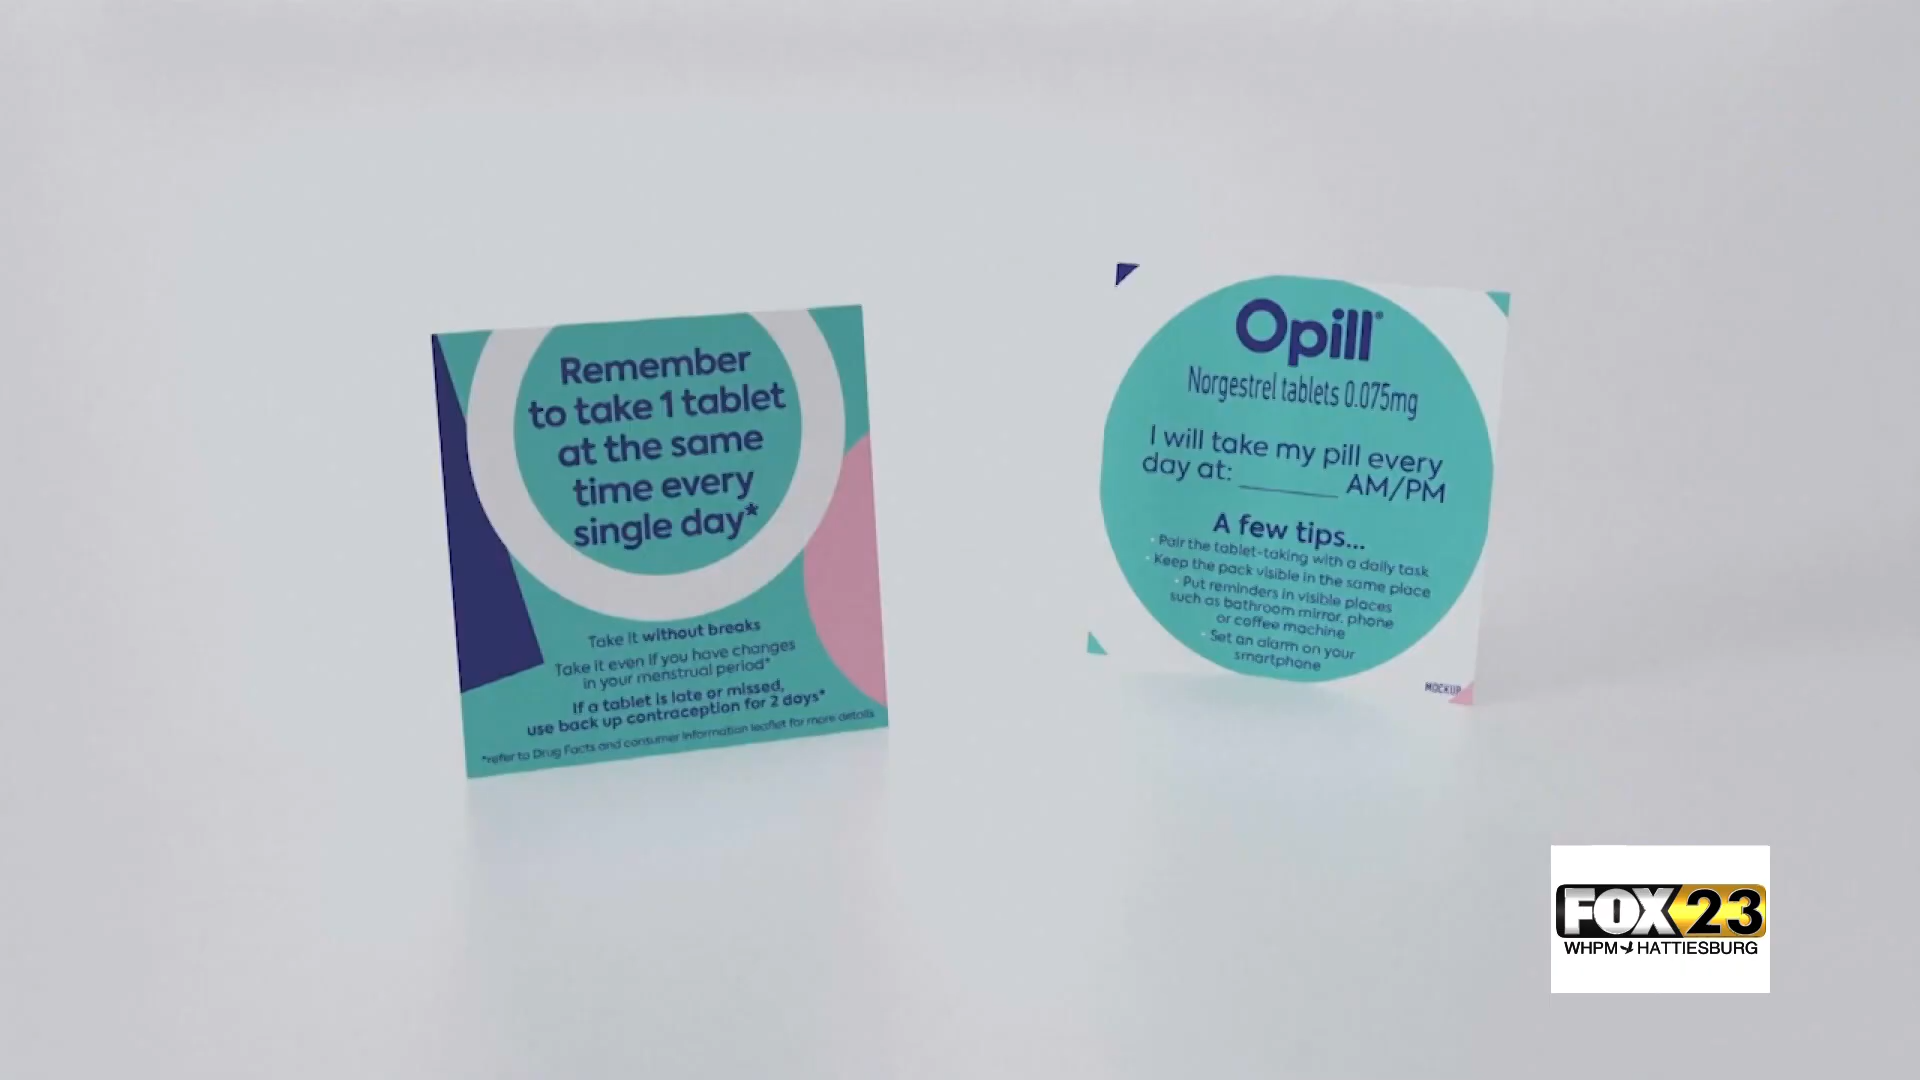 Remember
to take 1 tablet
at the same
time every
single day*
Take it without breaks
Take it even if you have changes
in your menstrual period*
If a tablet is late or missed,
use back up contraception for 2 days*
*refer to Drug Facts and consumer information leaflet for more details
Opill®
Norgestrel tablets 0.075mg
I will take my pill every
day at: ______ AM/PM
A few tips...
• Pair the tablet-taking with a daily task
• Keep the pack visible in the same place
• Put reminders in visible places
such as bathroom mirror, phone
or coffee machine
• Set an alarm on your
smartphone
MOCKUP
FOX 23
WHPM HATTIESBURG